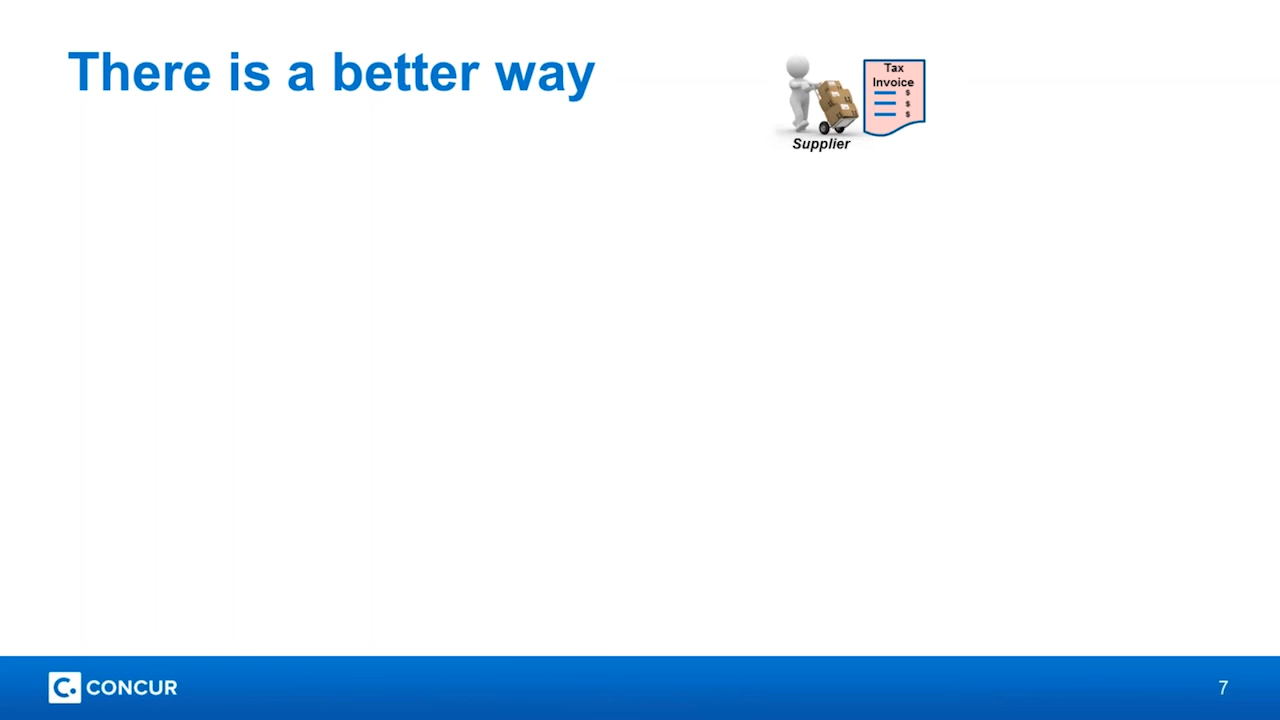 There is a better way
Tax
Invoice
$
$
$
Supplier
C. CONCUR
7